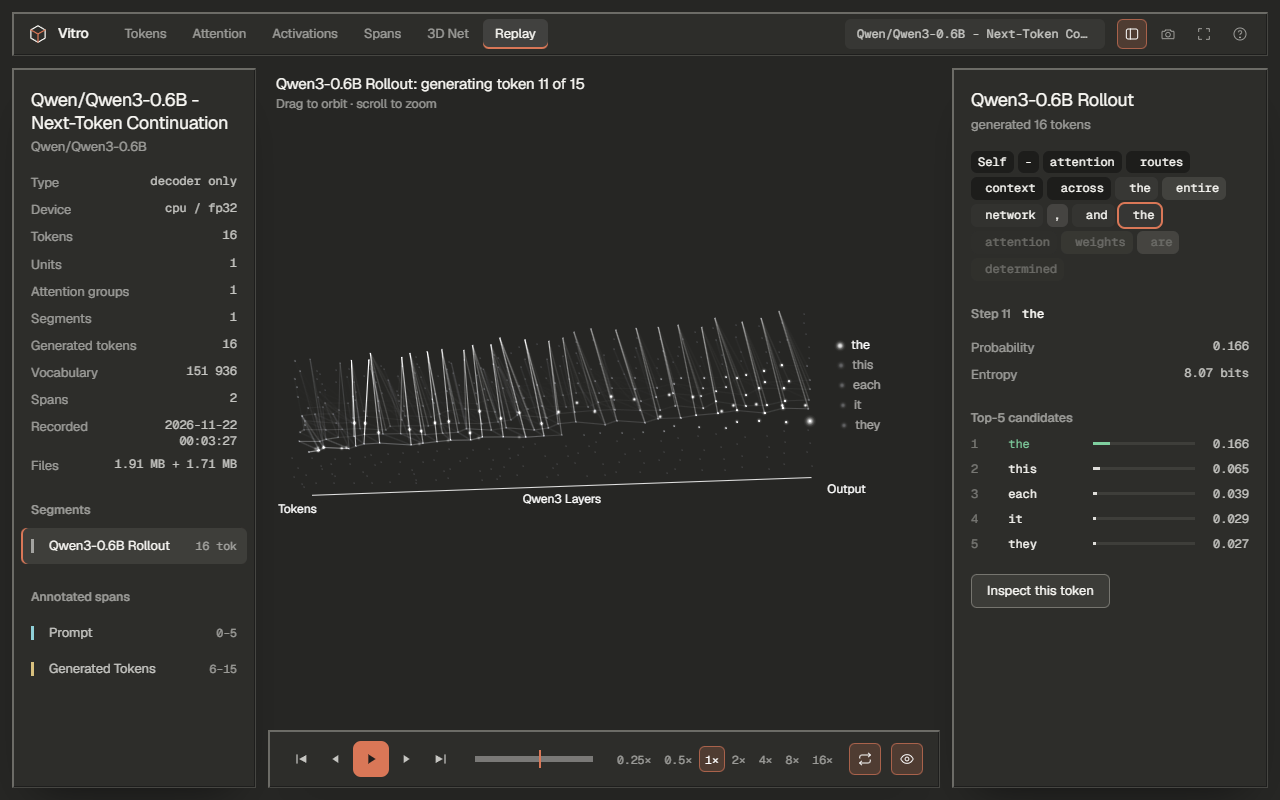 Vitro
Tokens
Attention
Activations
Spans
3D Net
Replay
Qwen/Qwen3-0.6B - Next-Token Co…
Qwen/Qwen3-0.6B -
Next-Token Continuation
Qwen/Qwen3-0.6B
Type decoder only
Device cpu / fp32
Tokens 16
Units 1
Attention groups 1
Segments 1
Generated tokens 16
Vocabulary 151 936
Spans 2
Recorded 2026-11-22
00:03:27
Files 1.91 MB + 1.71 MB
Segments
Qwen3-0.6B Rollout 16 tok
Annotated spans
Prompt 0–5
Generated Tokens 6–15
Qwen3-0.6B Rollout: generating token 11 of 15
Drag to orbit · scroll to zoom
the
this
each
it
they
Tokens
Qwen3 Layers
Output
0.25× 0.5× 1× 2× 4× 8× 16×
Qwen3-0.6B Rollout
generated 16 tokens
Self - attention routes
context across the entire
network , and the
attention weights are
determined
Step 11 the
Probability 0.166
Entropy 8.07 bits
Top-5 candidates
1 the 0.166
2 this 0.065
3 each 0.039
4 it 0.029
5 they 0.027
Inspect this token